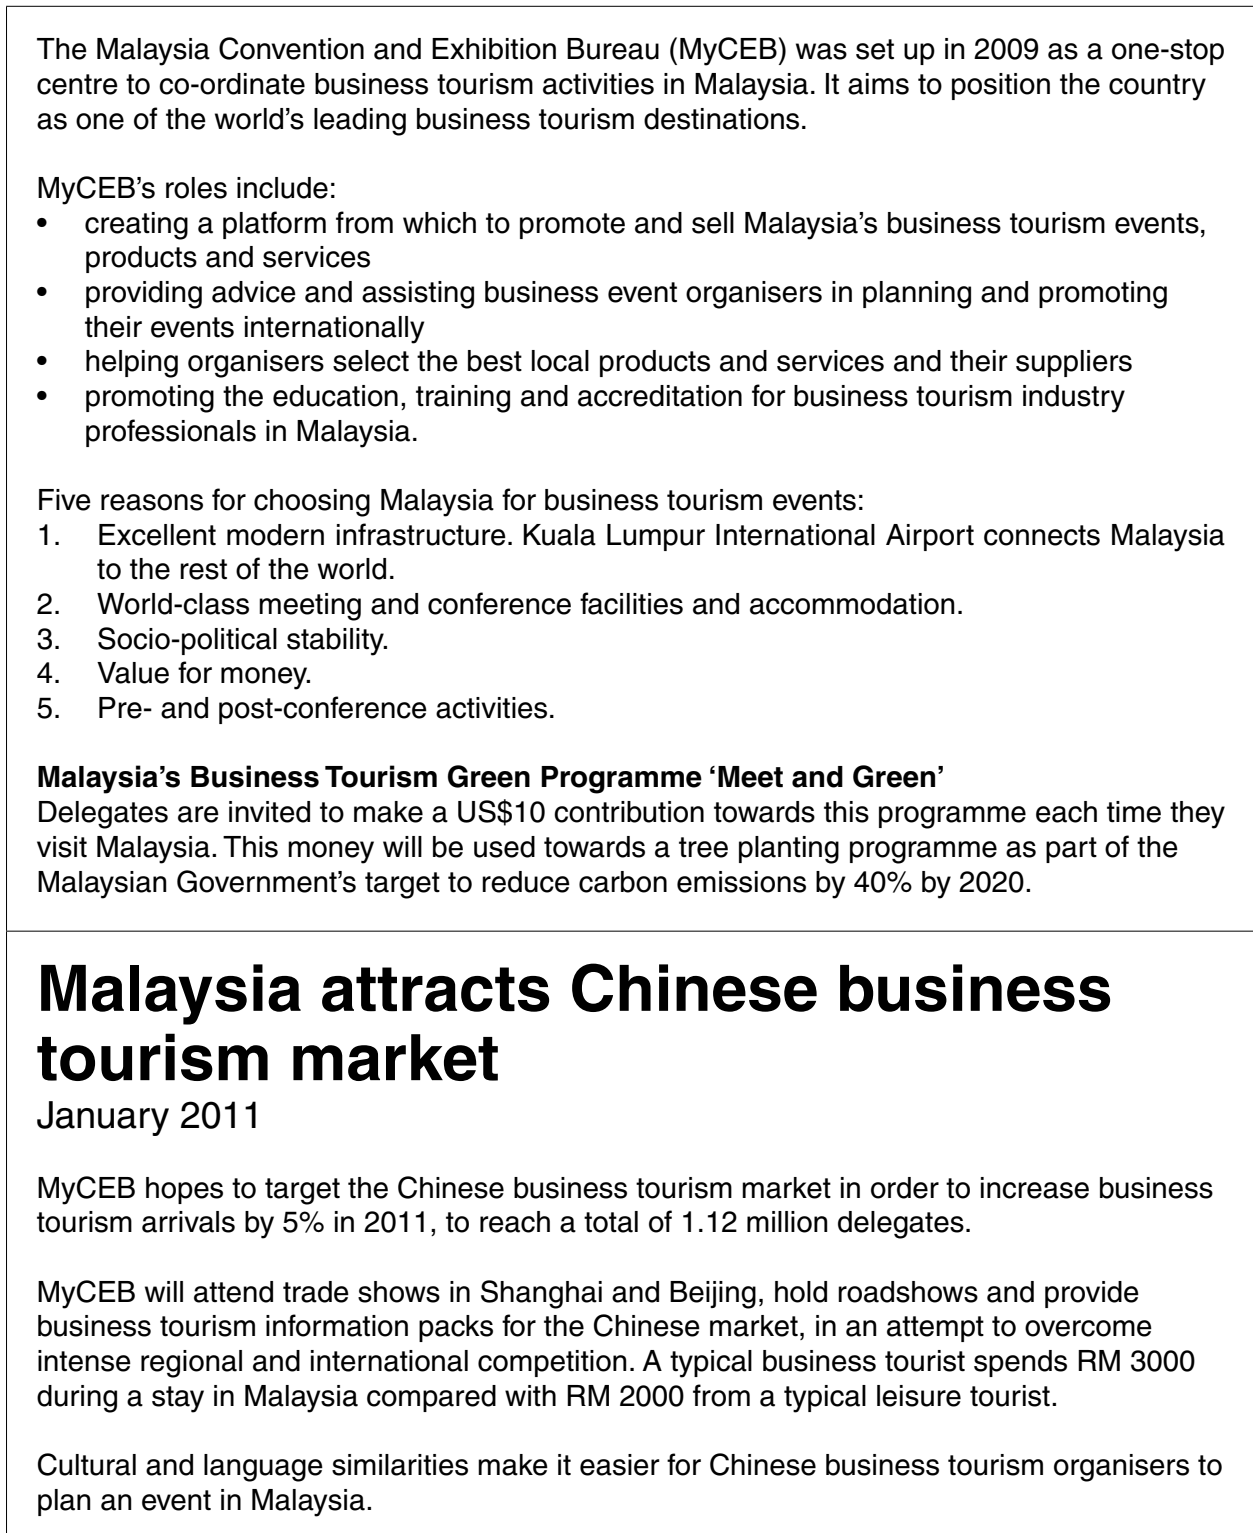 The Malaysia Convention and Exhibition Bureau (MyCEB) was set up in 2009 as a one-stop
centre to co-ordinate business tourism activities in Malaysia. It aims to position the country
as one of the world's leading business tourism destinations.
MyCEB's roles include:
• creating a platform from which to promote and sell Malaysia's business tourism events,
products and services
• providing advice and assisting business event organisers in planning and promoting
their events internationally
• helping organisers select the best local products and services and their suppliers
• promoting the education, training and accreditation for business tourism industry
professionals in Malaysia.
Five reasons for choosing Malaysia for business tourism events:
1. Excellent modern infrastructure. Kuala Lumpur International Airport connects Malaysia
to the rest of the world.
2. World-class meeting and conference facilities and accommodation.
3. Socio-political stability.
4. Value for money.
5. Pre- and post-conference activities.
Malaysia's Business Tourism Green Programme 'Meet and Green'
Delegates are invited to make a US$10 contribution towards this programme each time they
visit Malaysia. This money will be used towards a tree planting programme as part of the
Malaysian Government's target to reduce carbon emissions by 40% by 2020.
Malaysia attracts Chinese business
tourism market
January 2011
MyCEB hopes to target the Chinese business tourism market in order to increase business
tourism arrivals by 5% in 2011, to reach a total of 1.12 million delegates.
MyCEB will attend trade shows in Shanghai and Beijing, hold roadshows and provide
business tourism information packs for the Chinese market, in an attempt to overcome
intense regional and international competition. A typical business tourist spends RM 3000
during a stay in Malaysia compared with RM 2000 from a typical leisure tourist.
Cultural and language similarities make it easier for Chinese business tourism organisers to
plan an event in Malaysia.